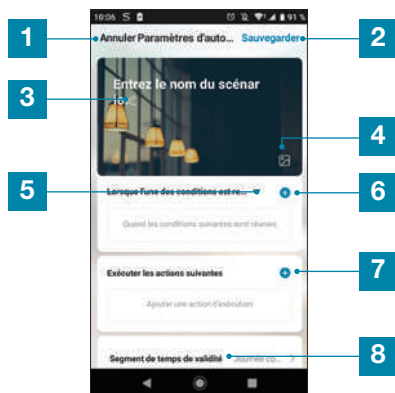 10:06 S 91 %
1
2
Annuler Paramètres d'auto... Sauvegarder
3
Entrez le nom du scénar
io.
4
5
Lorsque l'une des conditions est re...
6
Quand les conditions suivantes sont réunies
7
Exécuter les actions suivantes
Ajouter une action d'exécution
8
Segment de temps de validité Journée co... >